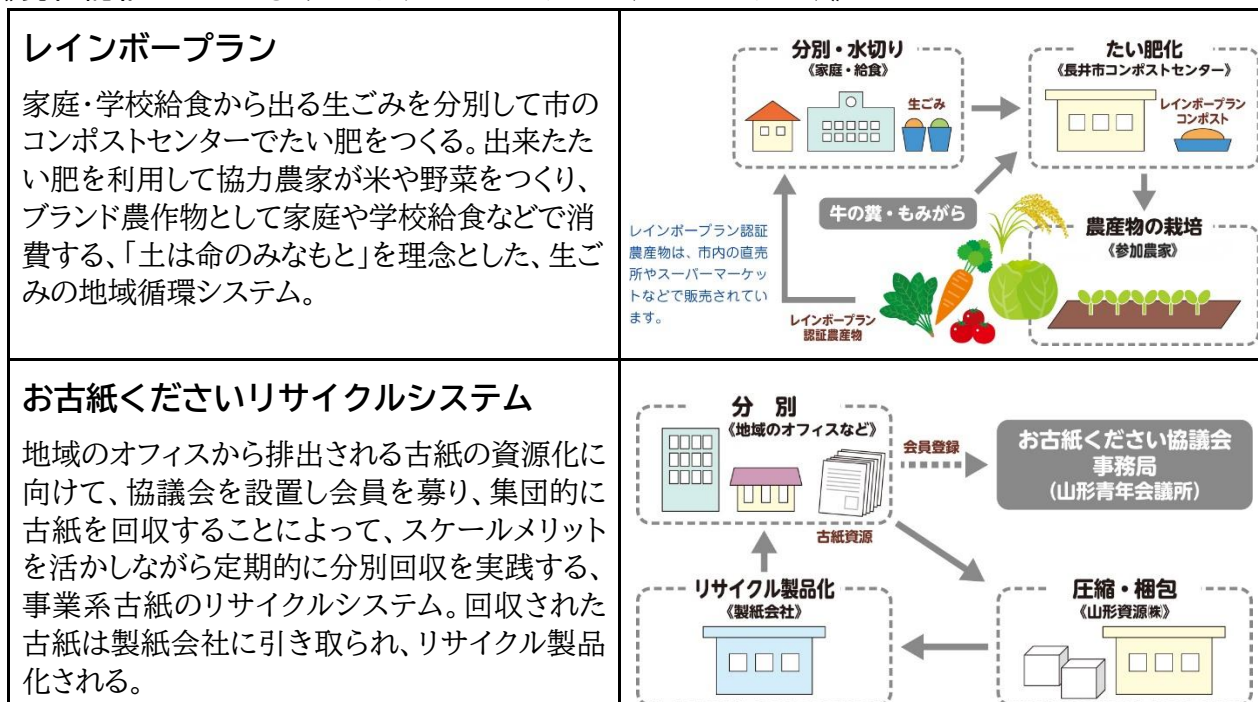 レインボープラン
家庭・学校給食から出る生ごみを分別して市の
コンポストセンターでたい肥をつくる。出来たた
い肥を利用して協力農家が米や野菜をつくり、
ブランド農作物として家庭や学校給食などで消
費する、「土は命のみなもと」を理念とした、生ご
みの地域循環システム。
分別・水切り
《家庭・給食》
生ごみ
たい肥化
《長井市コンポストセンター》
レインボープラン
コンポスト
牛の糞・もみがら
農産物の栽培
《参加農家》
レインボープラン認証
農産物は、市内の直売
所やスーパーマーケッ
トなどで販売されてい
ます。
レインボープラン
認証農産物
お古紙くださいリサイクルシステム
地域のオフィスから排出される古紙の資源化に
向けて、協議会を設置し会員を募り、集団的に
古紙を回収することによって、スケールメリット
を活かしながら定期的に分別回収を実践する、
事業系古紙のリサイクルシステム。回収された
古紙は製紙会社に引き取られ、リサイクル製品
化される。
分 別
《地域のオフィスなど》
会員登録
お古紙ください協議会
事務局
(山形青年会議所)
古紙資源
リサイクル製品化
《製紙会社》
圧縮・梱包
《山形資源㈱》